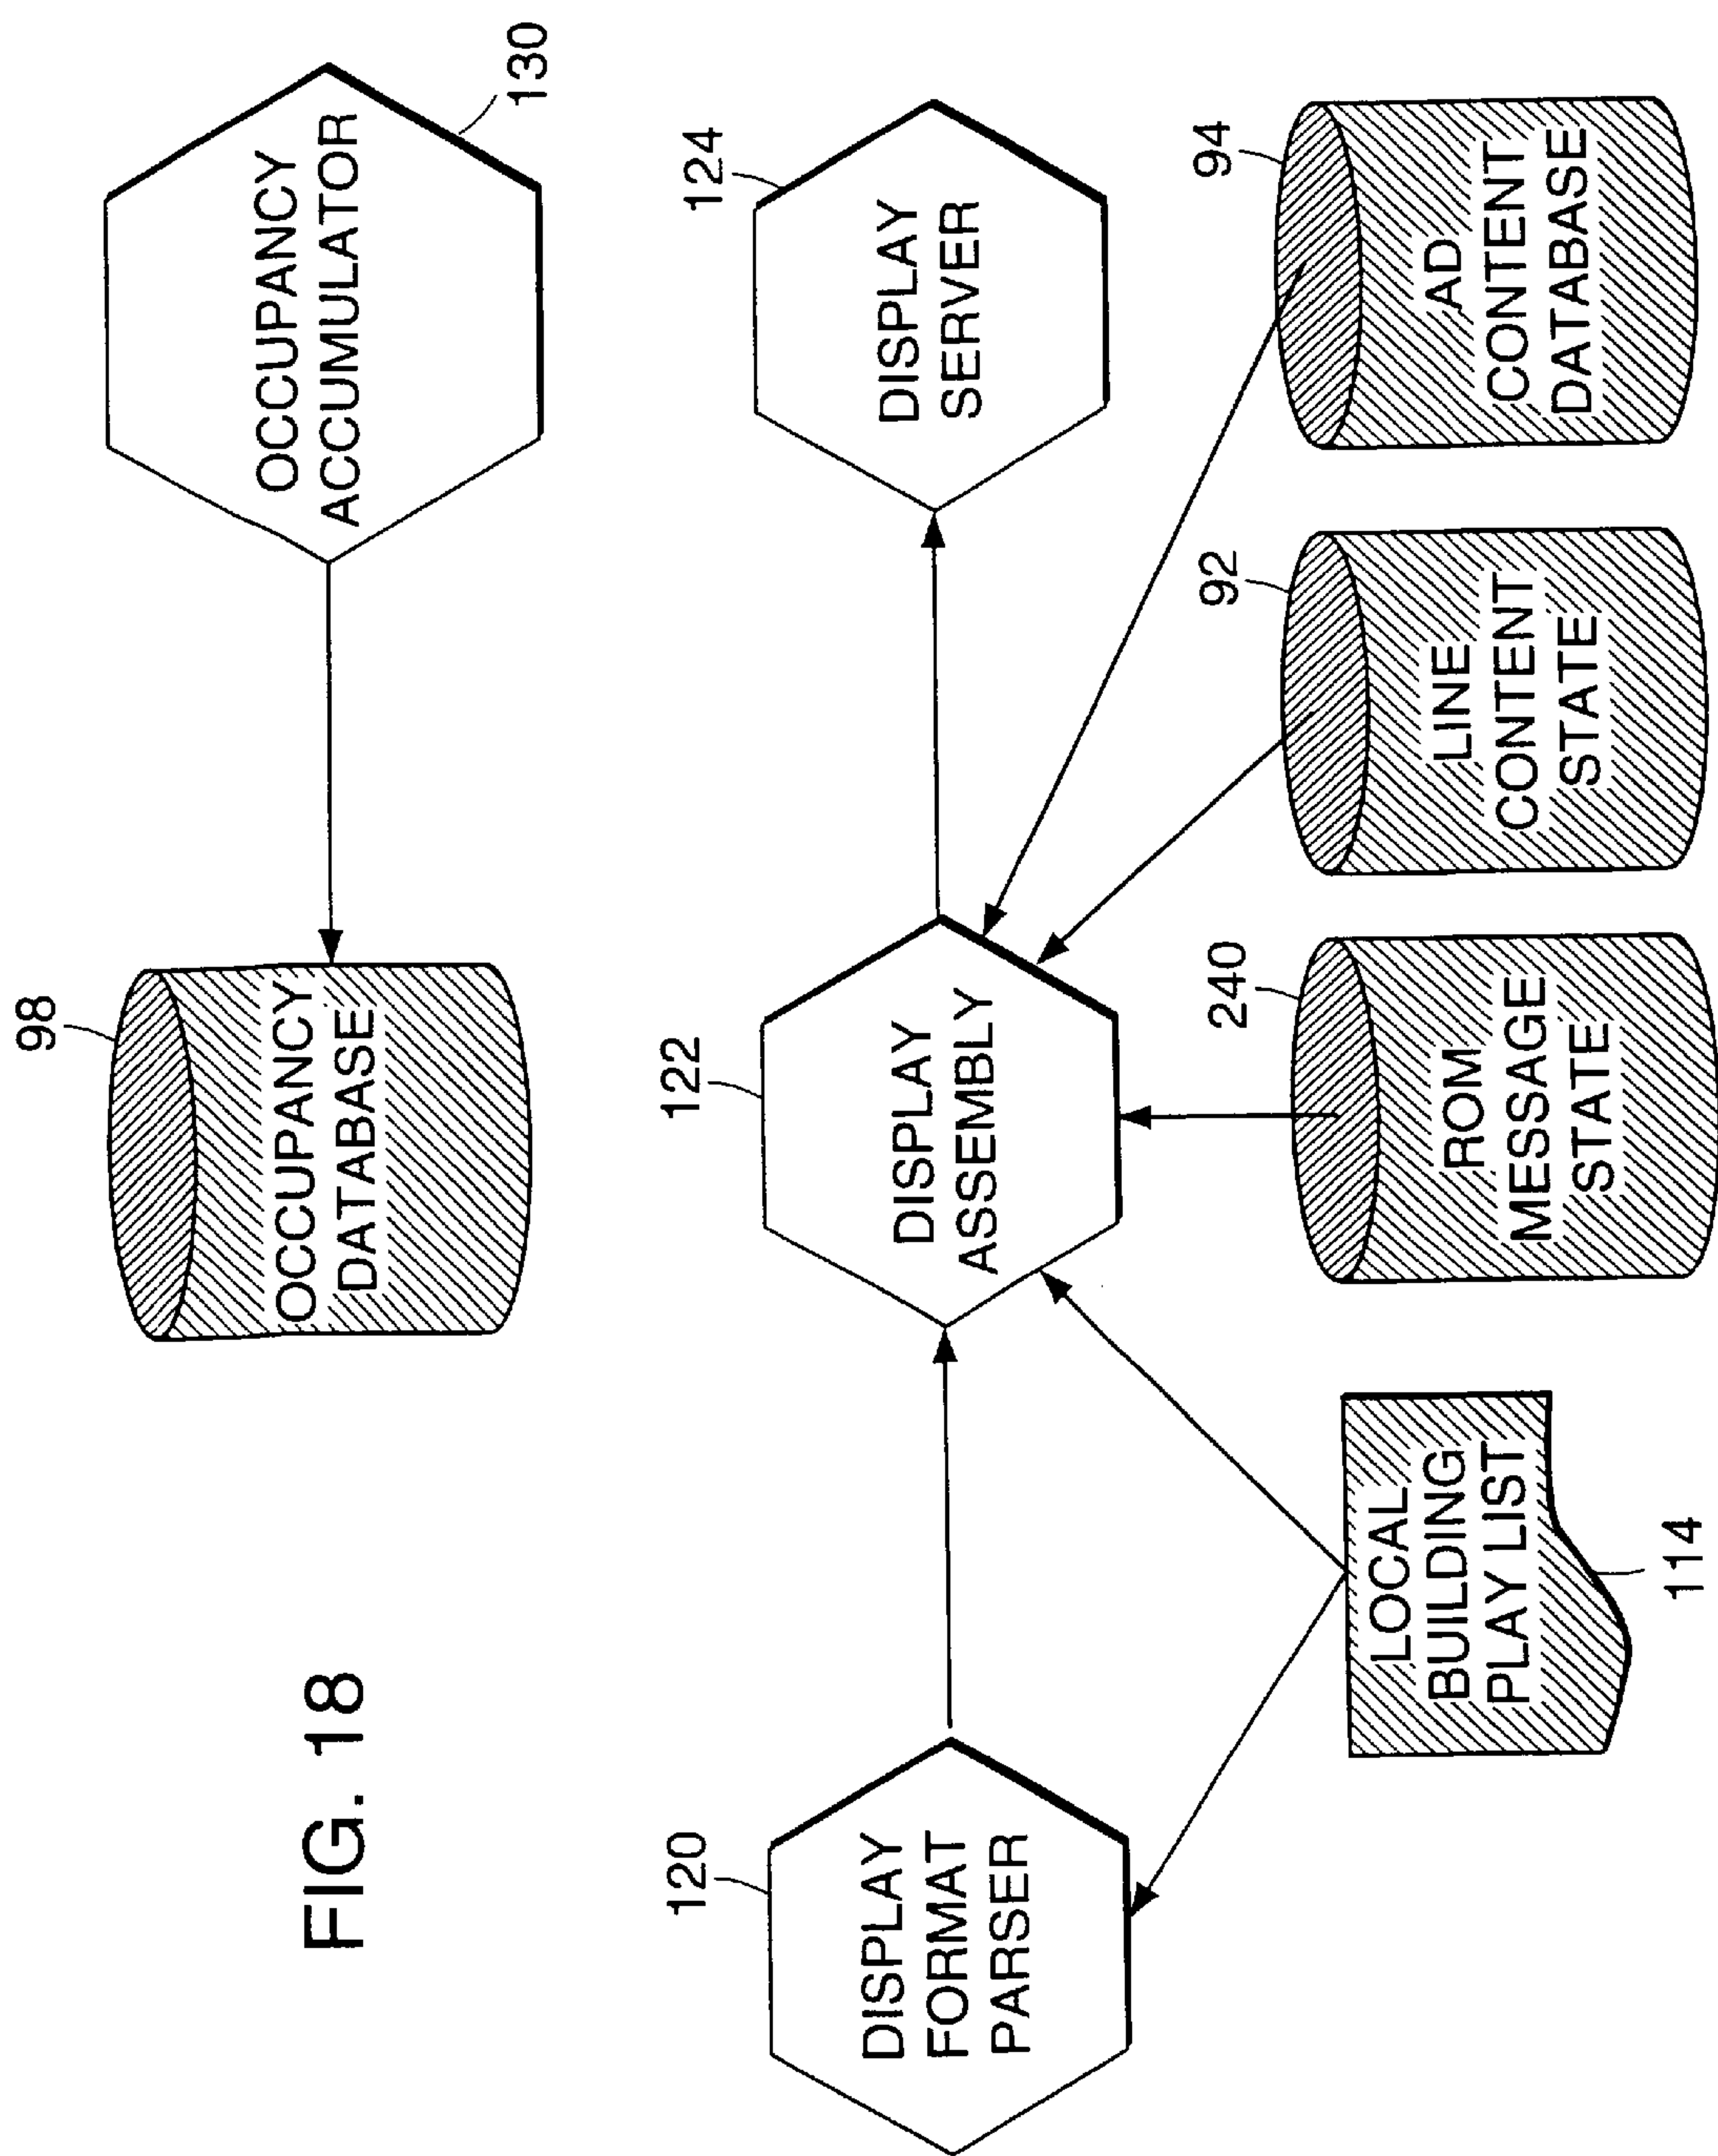 FIG. 18
98
OCCUPANCY
DATABASE
OCCUPANCY
ACCUMULATOR
130
120
DISPLAY
FORMAT
PARSER
122
DISPLAY
ASSEMBLY
124
DISPLAY
SERVER
LOCAL
BUILDING
PLAY LIST
114
240
ROM
MESSAGE
STATE
92
LINE
CONTENT
STATE
94
AD
CONTENT
DATABASE